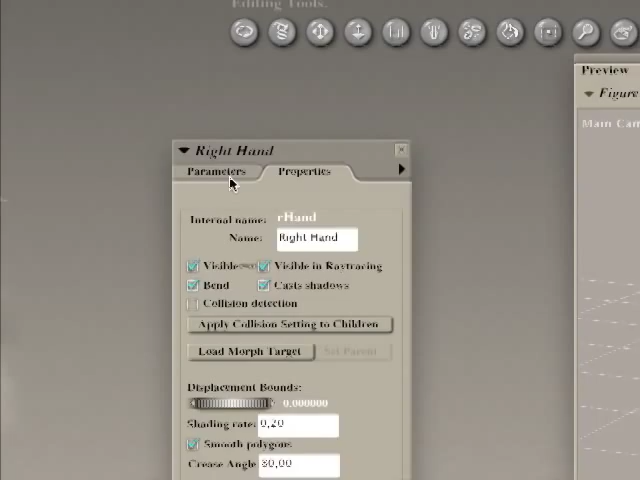 Editing Tools.
Preview
Figure
Main Cam
Right Hand
Parameters Properties
Internal name: rHand
Name: Right Hand
Visible Visible in Raytracing
Bend Casts shadows
Collision detection
Apply Collision Setting to Children
Load Morph Target Set Parent
Displacement Bounds:
0.000000
Shading rate: 0,20
Smooth polygons
Crease Angle 80,00